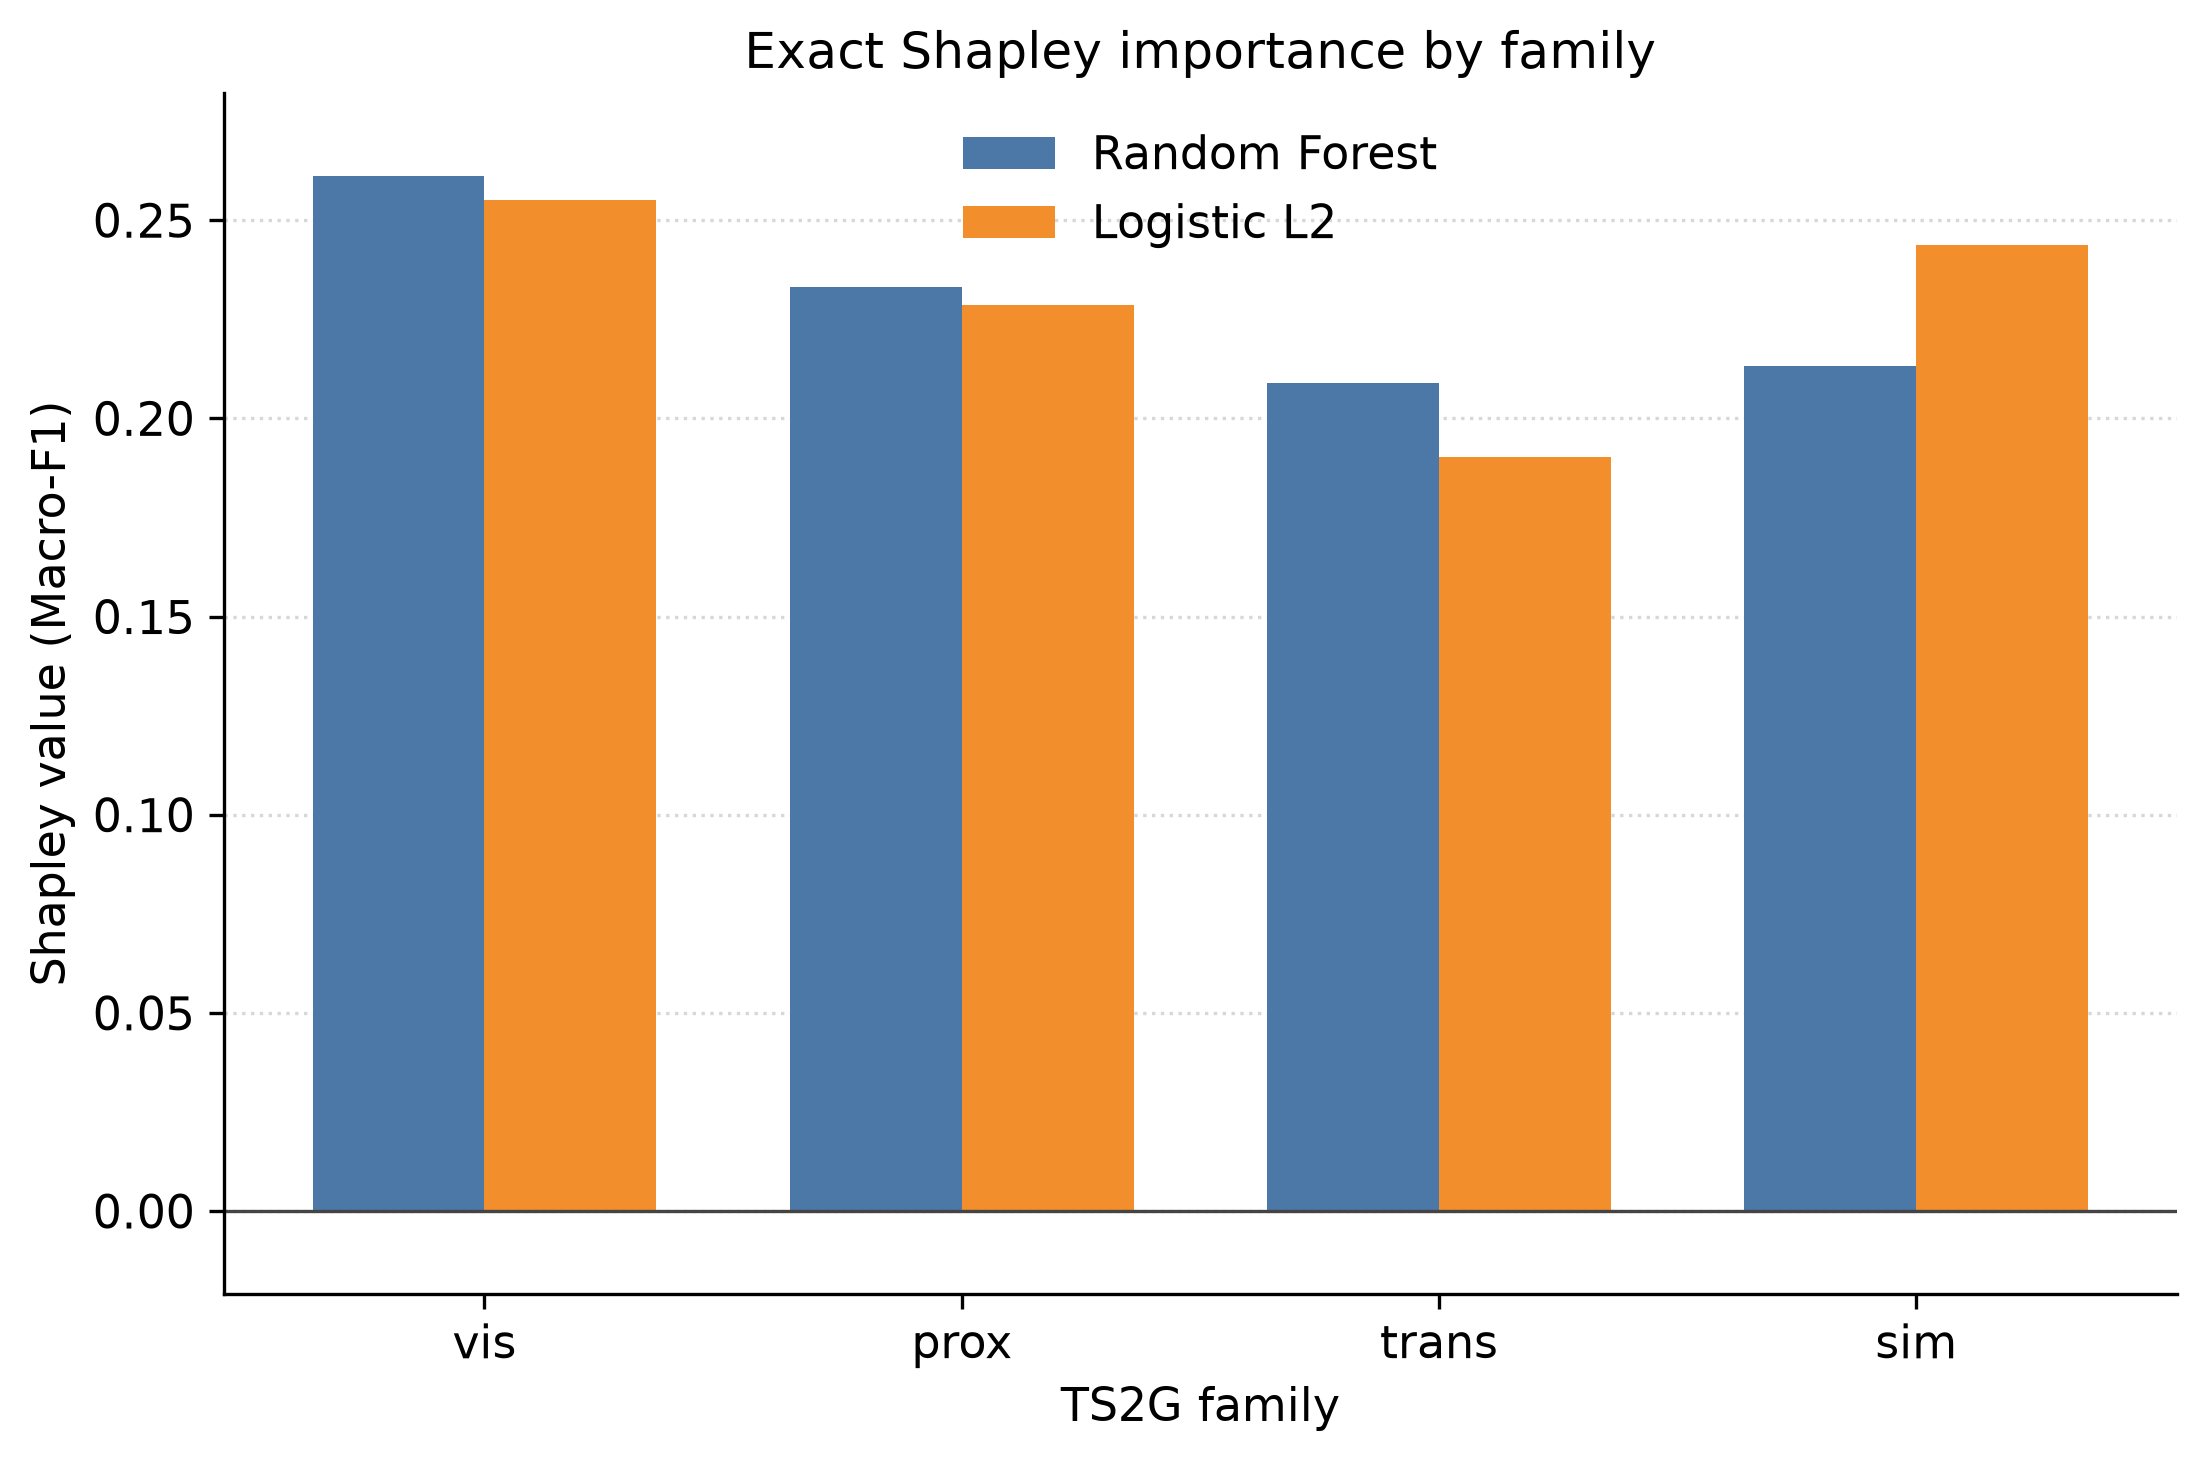 Exact Shapley importance by family
Random Forest
Logistic L2
Shapley value (Macro-F1)
0.25
0.20
0.15
0.10
0.05
0.00
vis prox trans sim
TS2G family